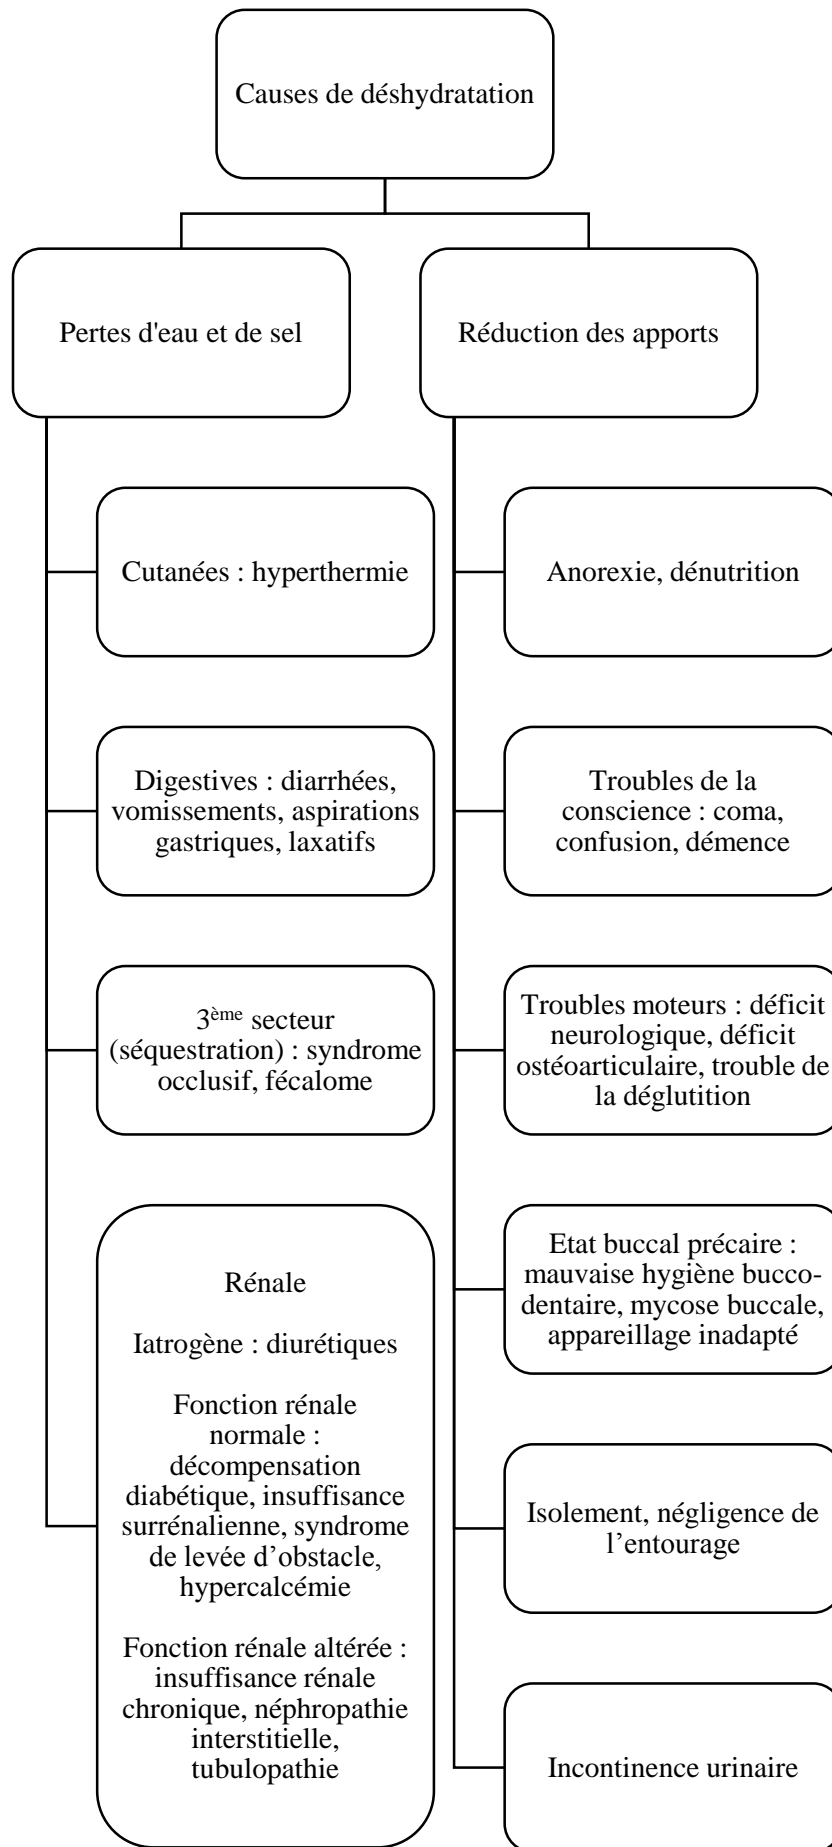 Causes de déshydratation
Pertes d'eau et de sel
Cutanées : hyperthermie
Digestives : diarrhées,
vomissements, aspirations
gastriques, laxatifs
3ème secteur
(séquestration) : syndrome
occlusif, fécalome
Rénale
Iatrogène : diurétiques
Fonction rénale
normale :
décompensation
diabétique, insuffisance
surrénalienne, syndrome
de levée d’obstacle,
hypercalcémie
Fonction rénale altérée :
insuffisance rénale
chronique, néphropathie
interstitielle,
tubulopathie
Réduction des apports
Anorexie, dénutrition
Troubles de la
conscience : coma,
confusion, démence
Troubles moteurs : déficit
neurologique, déficit
ostéoarticulaire, trouble de
la déglutition
Etat buccal précaire :
mauvaise hygiène bucco-
dentaire, mycose buccale,
appareillage inadapté
Isolement, négligence de
l’entourage
Incontinence urinaire